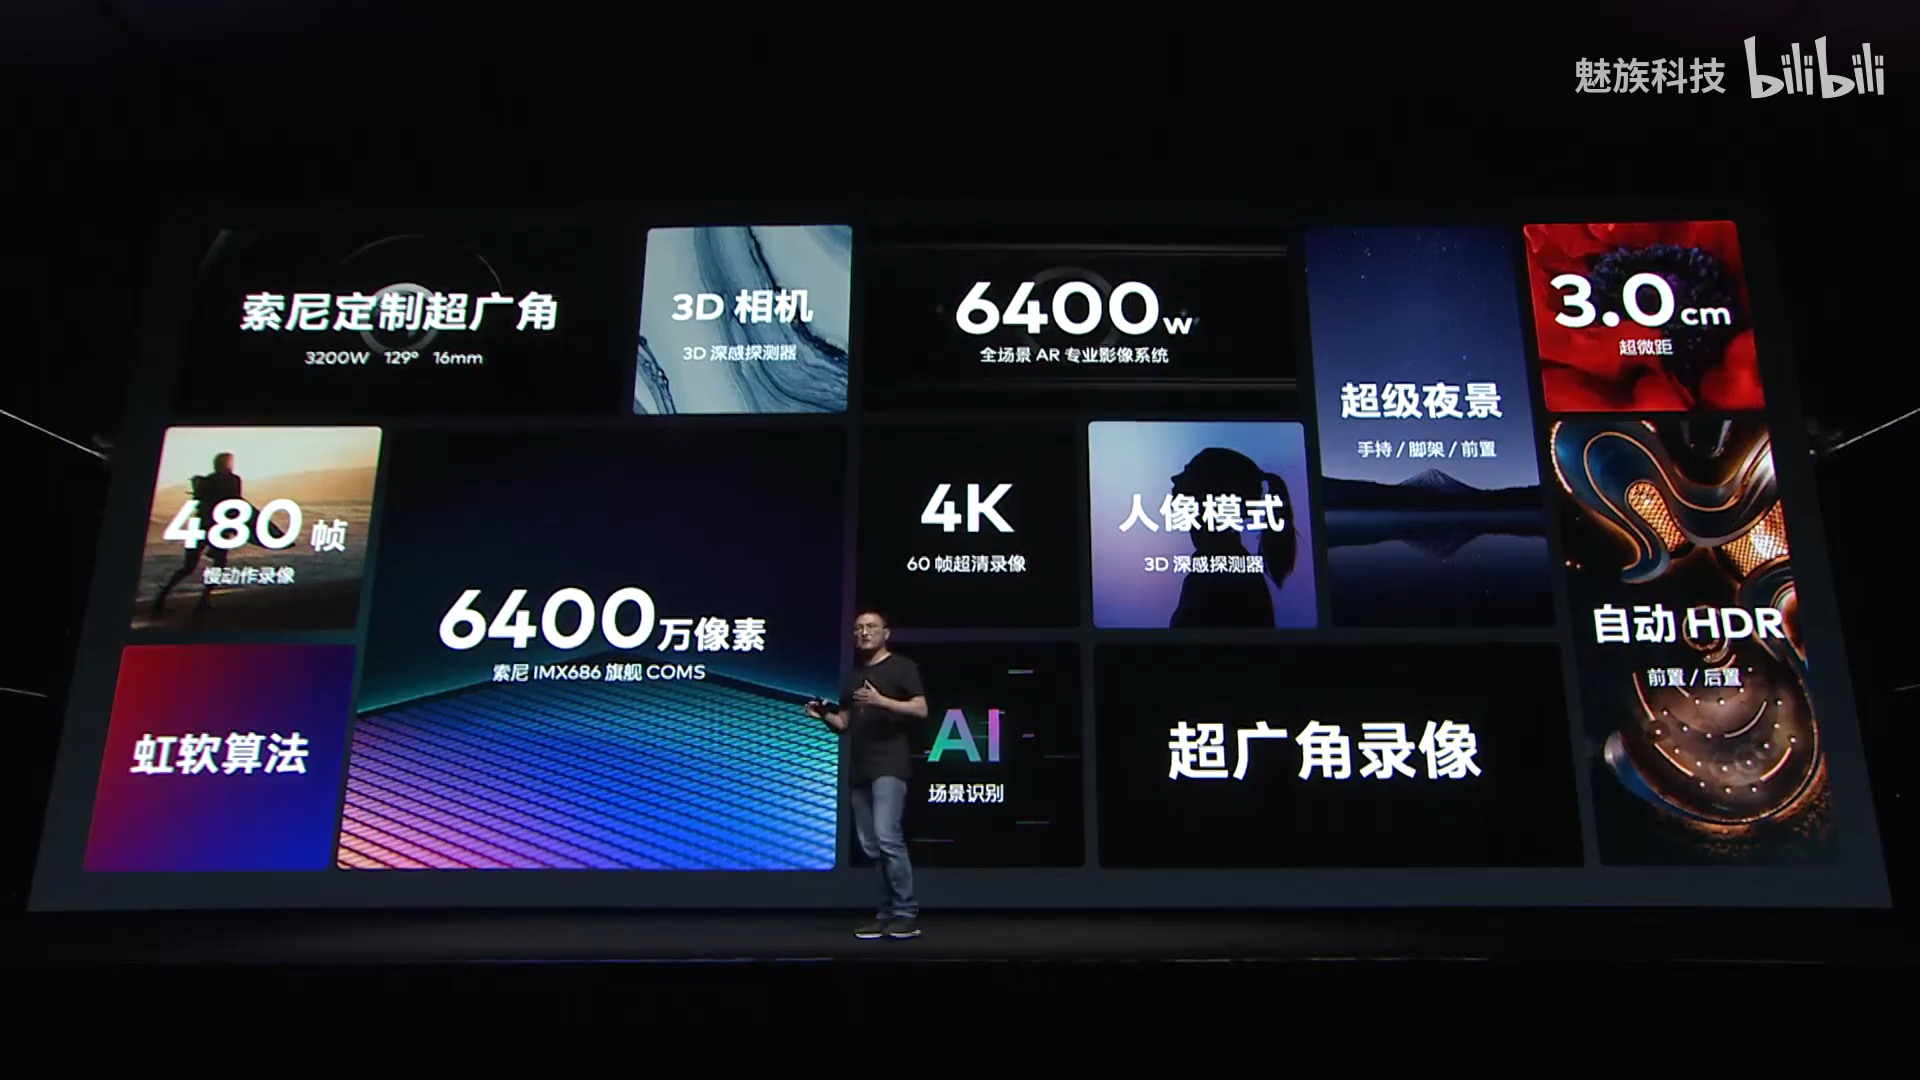 魅族科技 bilibili
索尼定制超广角
3200W 129° 16mm
3D 相机
3D 深感探测器
6400w
全场景 AR 专业影像系统
超级夜景
手持 / 脚架 / 前置
3.0cm
超微距
480 帧
慢动作录像
6400万像素
索尼 IMX686 旗舰 COMS
4K
60 帧超清录像
人像模式
3D 深感探测器
自动 HDR
前置 / 后置
虹软算法
AI
场景识别
超广角录像